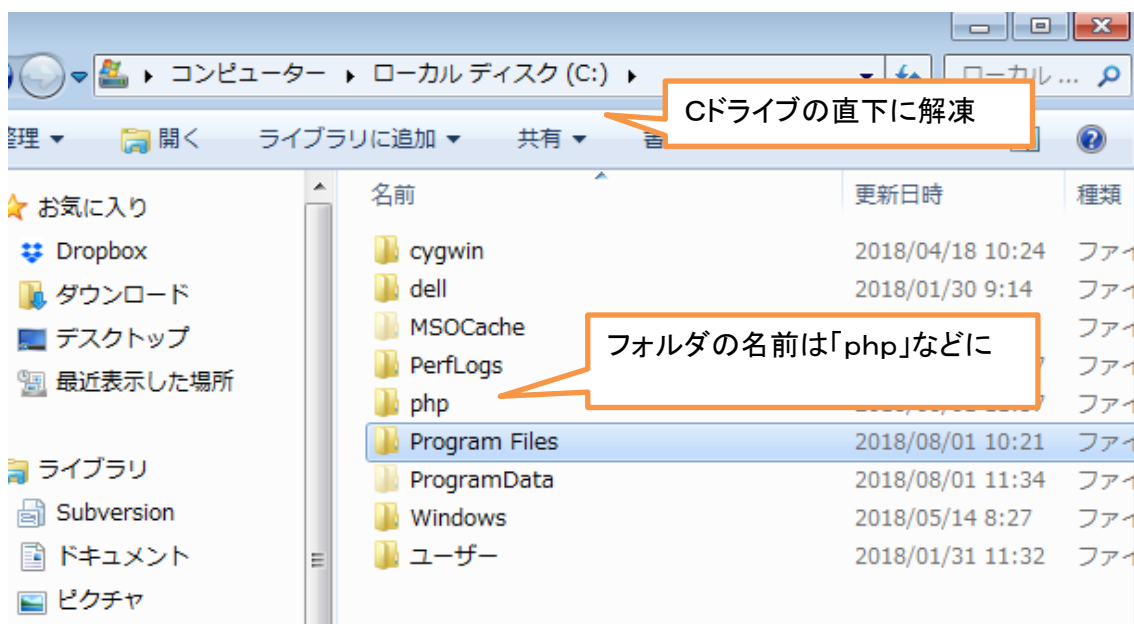 コンピューター ▶ ローカル ディスク (C:) ▶
ローカル ...
Cドライブの直下に解凍
整理 ▼ 開く ライブラリに追加 ▼ 共有 ▼
名前 更新日時 種類
お気に入り
Dropbox
ダウンロード
デスクトップ
最近表示した場所
ライブラリ
Subversion
ドキュメント
ピクチャ
cygwin 2018/04/18 10:24 ファイ
dell 2018/01/30 9:14 ファイ
MSOCache ファイ
フォルダの名前は「php」などに
PerfLogs ファイ
php ファイ
Program Files 2018/08/01 10:21 ファイ
ProgramData 2018/08/01 11:34 ファイ
Windows 2018/05/14 8:27 ファイ
ユーザー 2018/01/31 11:32 ファイ